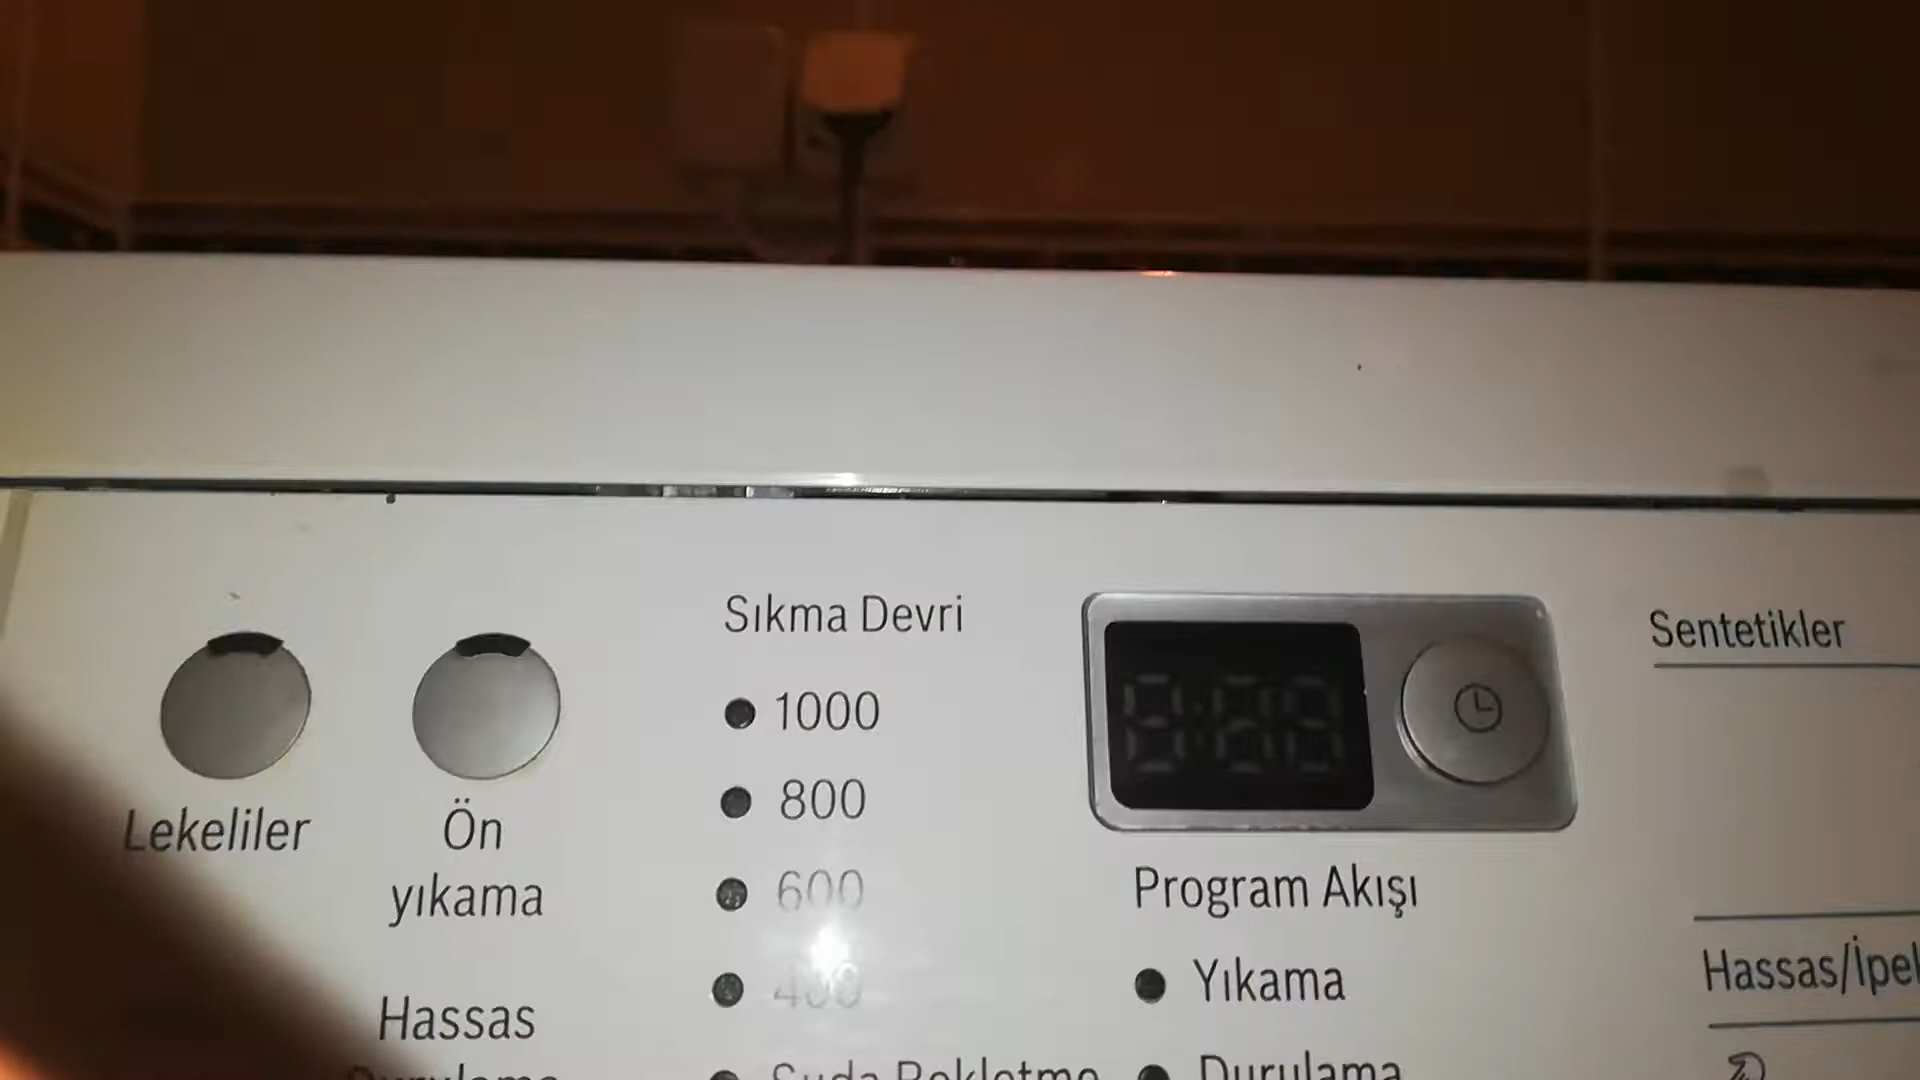 Sıkma Devri
1000
800
600
400
Lekeliler
Ön
yıkama
Hassas
Durulama
Suda Bekletme
Program Akışı
Yıkama
Durulama
Sentetikler
Hassas/İpek